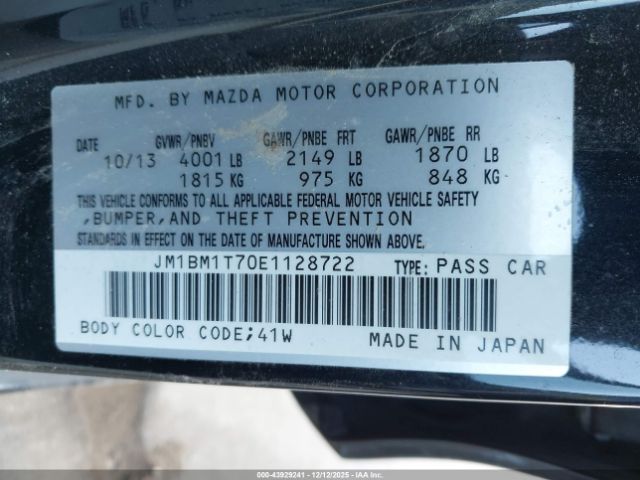 MFD. BY MAZDA MOTOR CORPORATION
DATE GVWR/PNBV GAWR/PNBE FRT GAWR/PNBE RR
10/13 4001 LB 2149 LB 1870 LB
1815 KG 975 KG 848 KG
THIS VEHICLE CONFORMS TO ALL APPLICABLE FEDERAL MOTOR VEHICLE SAFETY
,BUMPER,AND THEFT PREVENTION
STANDARDS IN EFFECT ON THE DATE OF MANUFACTURE SHOWN ABOVE.
JM1BM1T70E1128722 TYPE: PASS CAR
BODY COLOR CODE;41W MADE IN JAPAN
000-43929241 - 12/12/2025 - IAAI.COM